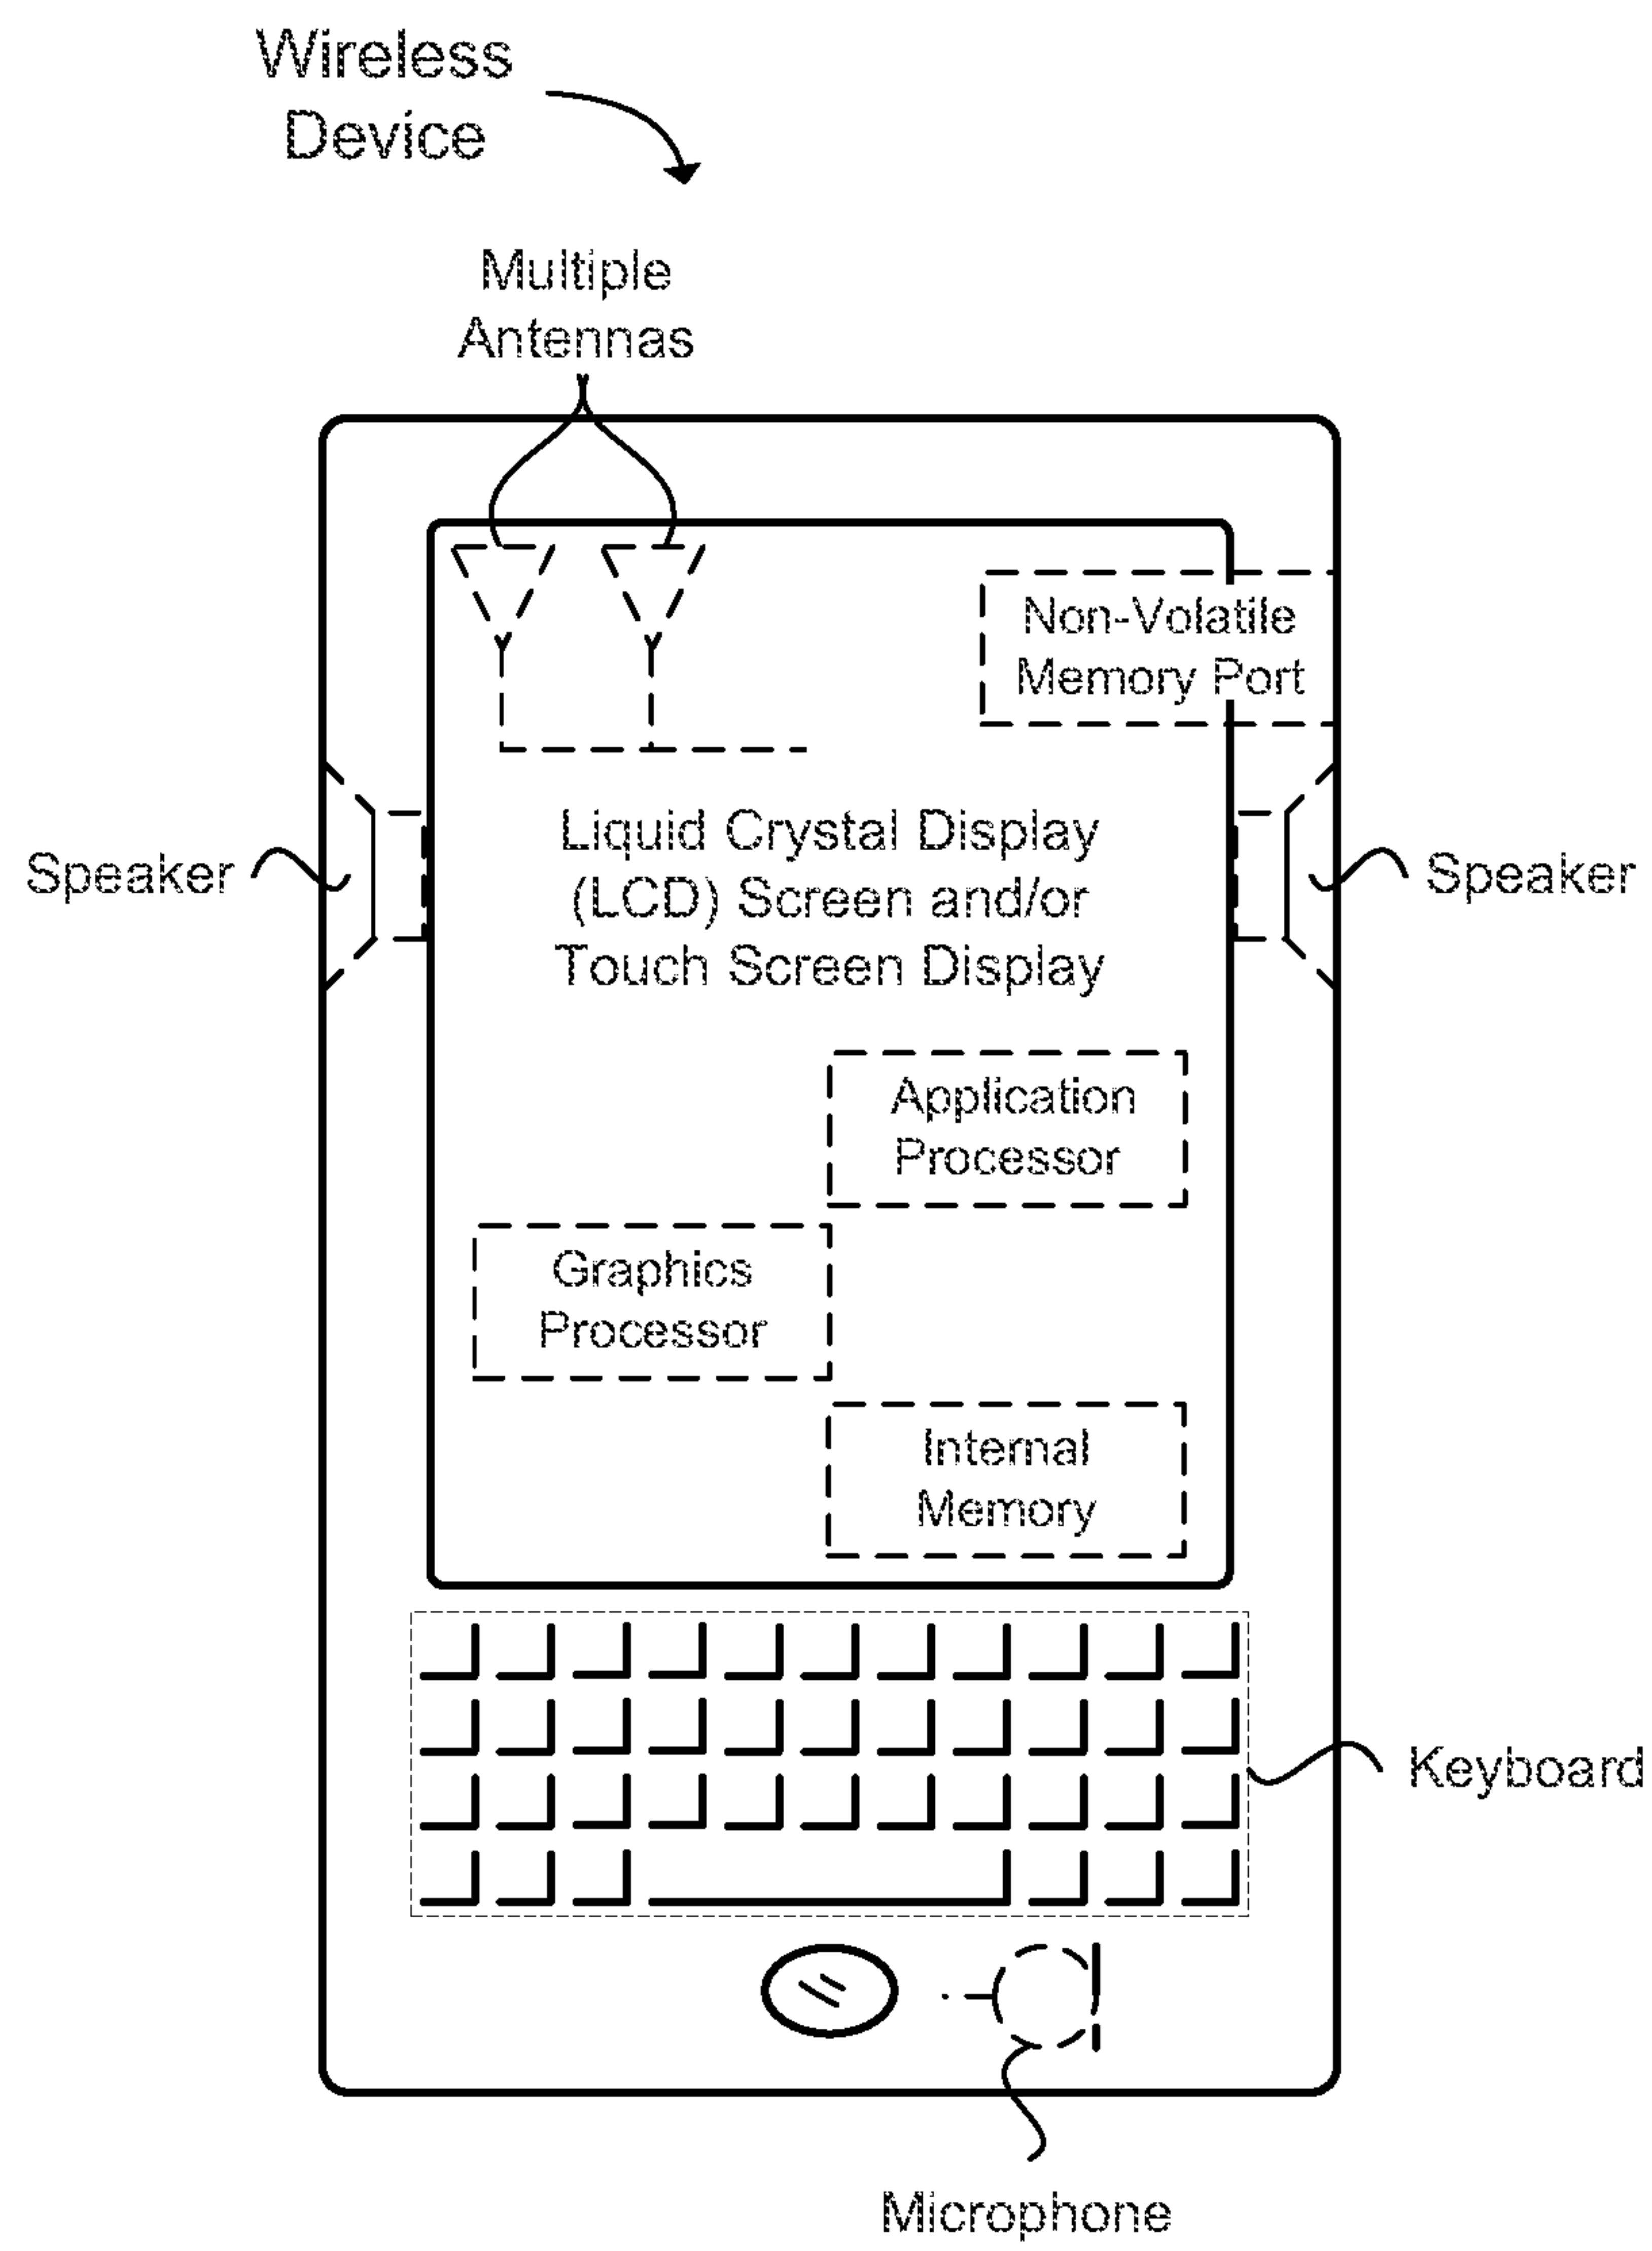 Wireless
Device
Multiple
Antennas
Non-Volatile
Memory Port
Liquid Crystal Display
(LCD) Screen and/or
Touch Screen Display
Speaker
Speaker
Application
Processor
Graphics
Processor
Internal
Memory
Keyboard
Microphone